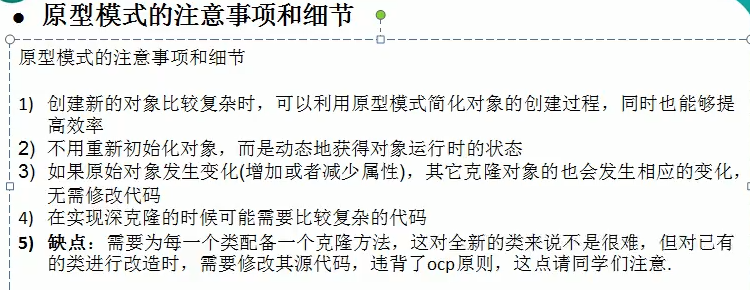 ● 原型模式的注意事项和细节
原型模式的注意事项和细节
1) 创建新的对象比较复杂时，可以利用原型模式简化对象的创建过程，同时也能够提
高效率
2) 不用重新初始化对象，而是动态地获得对象运行时的状态
3) 如果原始对象发生变化(增加或者减少属性)，其它克隆对象的也会发生相应的变化，
无需修改代码
4) 在实现深克隆的时候可能需要比较复杂的代码
5) 缺点：需要为每一个类配备一个克隆方法，这对全新的类来说不是很难，但对已有
的类进行改造时，需要修改其源代码，违背了ocp原则，这点请同学们注意.